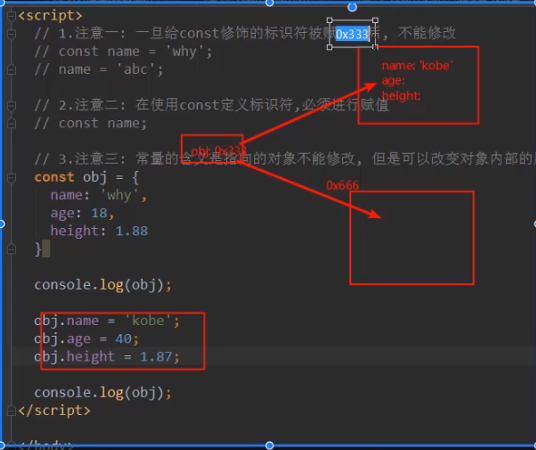 <script>
// 1.注意一: 一旦给const修饰的标识符被赋 , 不能修改
0x333
// const name = 'why';
// name = 'abc';
name: 'kobe'
age:
height:
// 2.注意二: 在使用const定义标识符,必须进行赋值
// const name;
obj 0x333
// 3.注意三: 常量的含义是指向的对象不能修改, 但是可以改变对象内部的
const obj = {
0x666
name: 'why',
age: 18,
height: 1.88
}
console.log(obj);
obj.name = 'kobe';
obj.age = 40;
obj.height = 1.87;
console.log(obj);
</script>
</body>